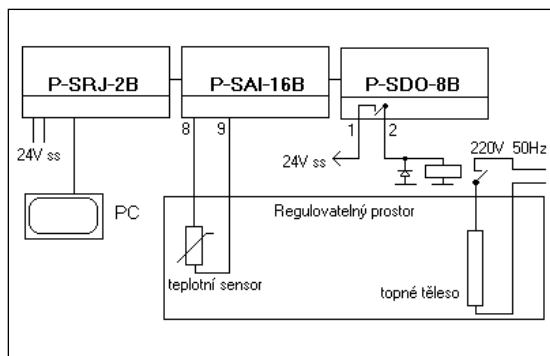 P-SRJ-2B
P-SAI-16B
P-SDO-8B
8
9
1
2
24V ss
24V ss
220V 50Hz
PC
Regulovatelný prostor
teplotní sensor
topné těleso